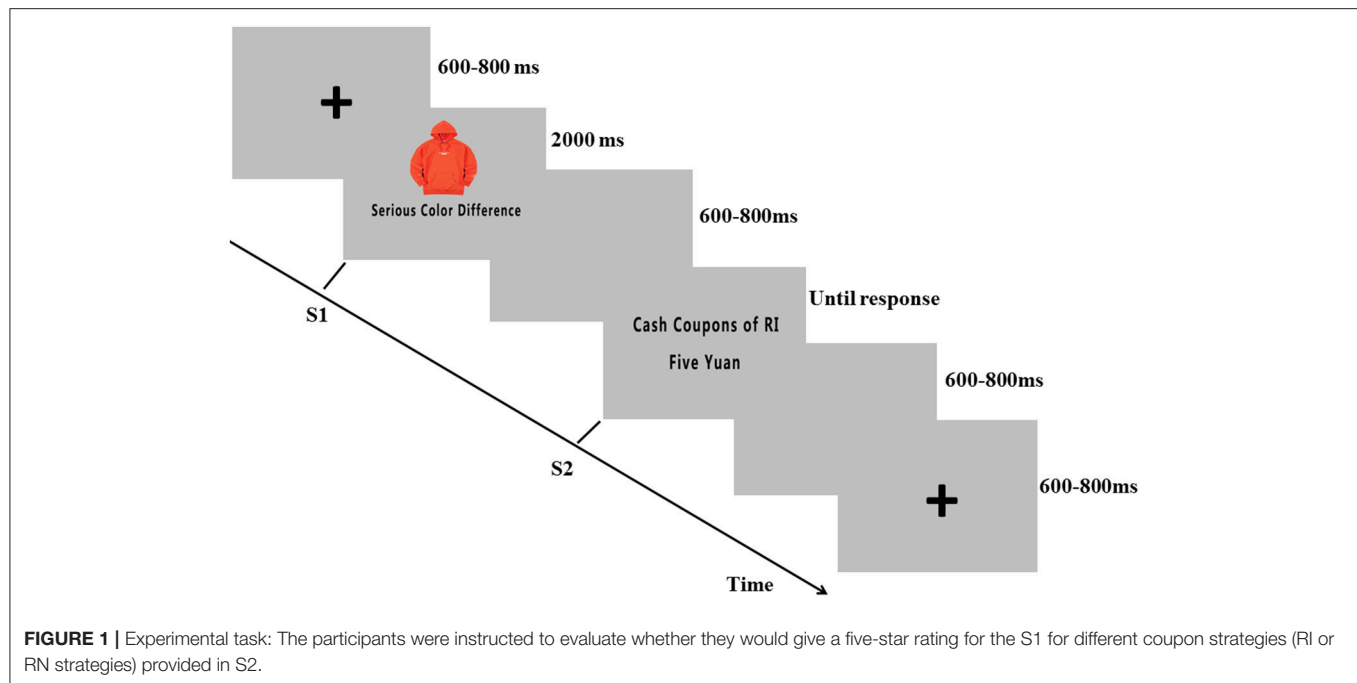 600-800 ms
2000 ms
Serious Color Difference
600-800ms
S1
Until response
Cash Coupons of RI
Five Yuan
600-800ms
S2
600-800ms
Time
FIGURE 1 | Experimental task: The participants were instructed to evaluate whether they would give a five-star rating for the S1 for different coupon strategies (RI or
RN strategies) provided in S2.